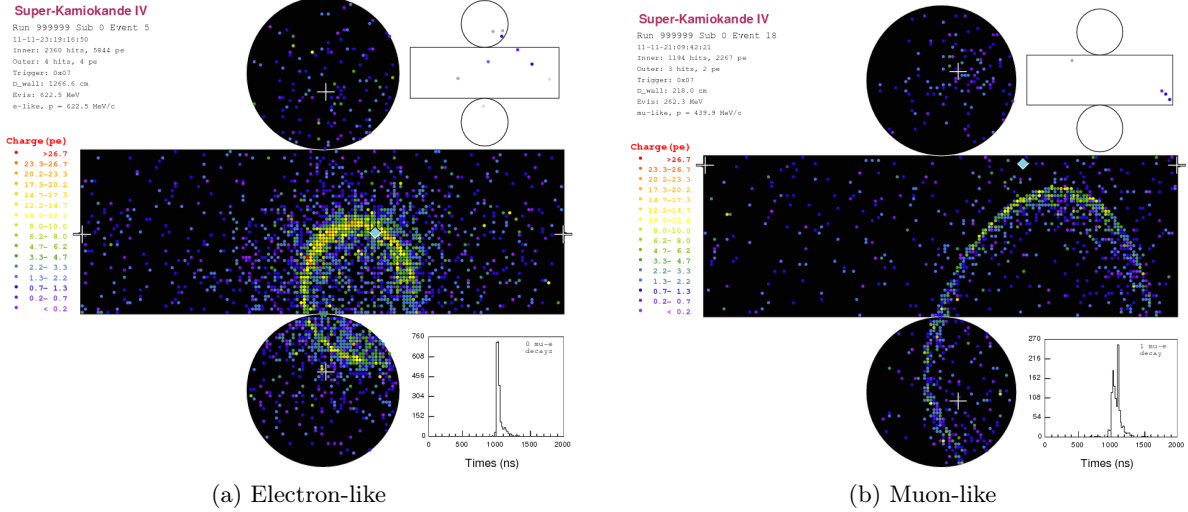 Super-Kamiokande IV
Run 999999 Sub 0 Event 5
11-11-23:19:16:50
Inner: 2360 hits, 5844 pe
Outer: 4 hits, 4 pe
Trigger: 0x07
D_wall: 1266.6 cm
Evis: 622.5 MeV
e-like, p = 622.5 MeV/c
Charge(pe)
>26.7
23.3-26.7
20.2-23.3
17.3-20.2
14.7-17.3
12.2-14.7
10.0-12.2
8.0-10.0
6.2- 8.0
4.7- 6.2
3.3- 4.7
2.2- 3.3
1.3- 2.2
0.7- 1.3
0.2- 0.7
< 0.2
0 mu-e
decays
760
608
456
304
152
0
0 500 1000 1500 2000
Times (ns)
(a) Electron-like
Super-Kamiokande IV
Run 999999 Sub 0 Event 18
11-11-21:09:42:21
Inner: 1194 hits, 2267 pe
Outer: 3 hits, 2 pe
Trigger: 0x07
D_wall: 218.0 cm
Evis: 262.3 MeV
mu-like, p = 439.9 MeV/c
Charge(pe)
>26.7
23.3-26.7
20.2-23.3
17.3-20.2
14.7-17.3
12.2-14.7
10.0-12.2
8.0-10.0
6.2- 8.0
4.7- 6.2
3.3- 4.7
2.2- 3.3
1.3- 2.2
0.7- 1.3
0.2- 0.7
< 0.2
1 mu-e
decay
270
216
162
108
54
0
0 500 1000 1500 2000
Times (ns)
(b) Muon-like